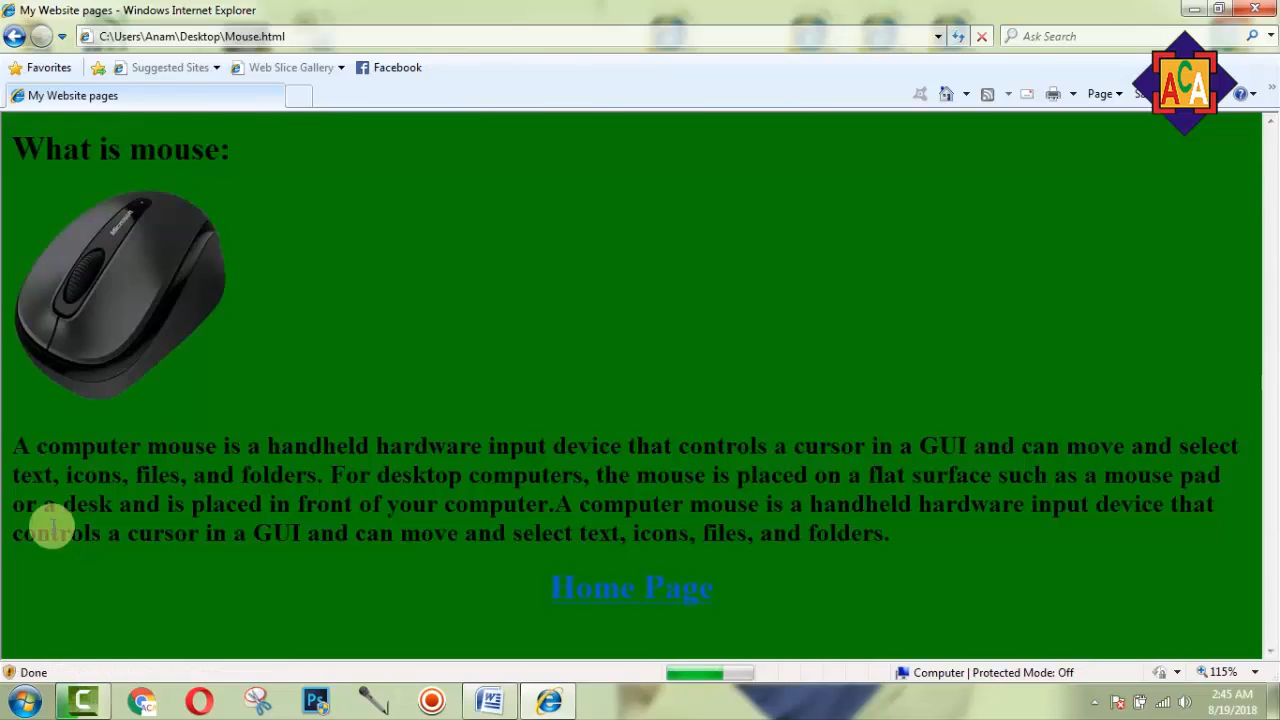 My Website pages - Windows Internet Explorer
C:\Users\Anam\Desktop\Mouse.html
Ask Search
Favorites Suggested Sites Web Slice Gallery Facebook
My Website pages
Page
ACA
What is mouse:
Microsoft
A computer mouse is a handheld hardware input device that controls a cursor in a GUI and can move and select
text, icons, files, and folders. For desktop computers, the mouse is placed on a flat surface such as a mouse pad
or a desk and is placed in front of your computer.A computer mouse is a handheld hardware input device that
controls a cursor in a GUI and can move and select text, icons, files, and folders.
Home Page
Done
Computer | Protected Mode: Off
115%
2:45 AM
8/19/2018